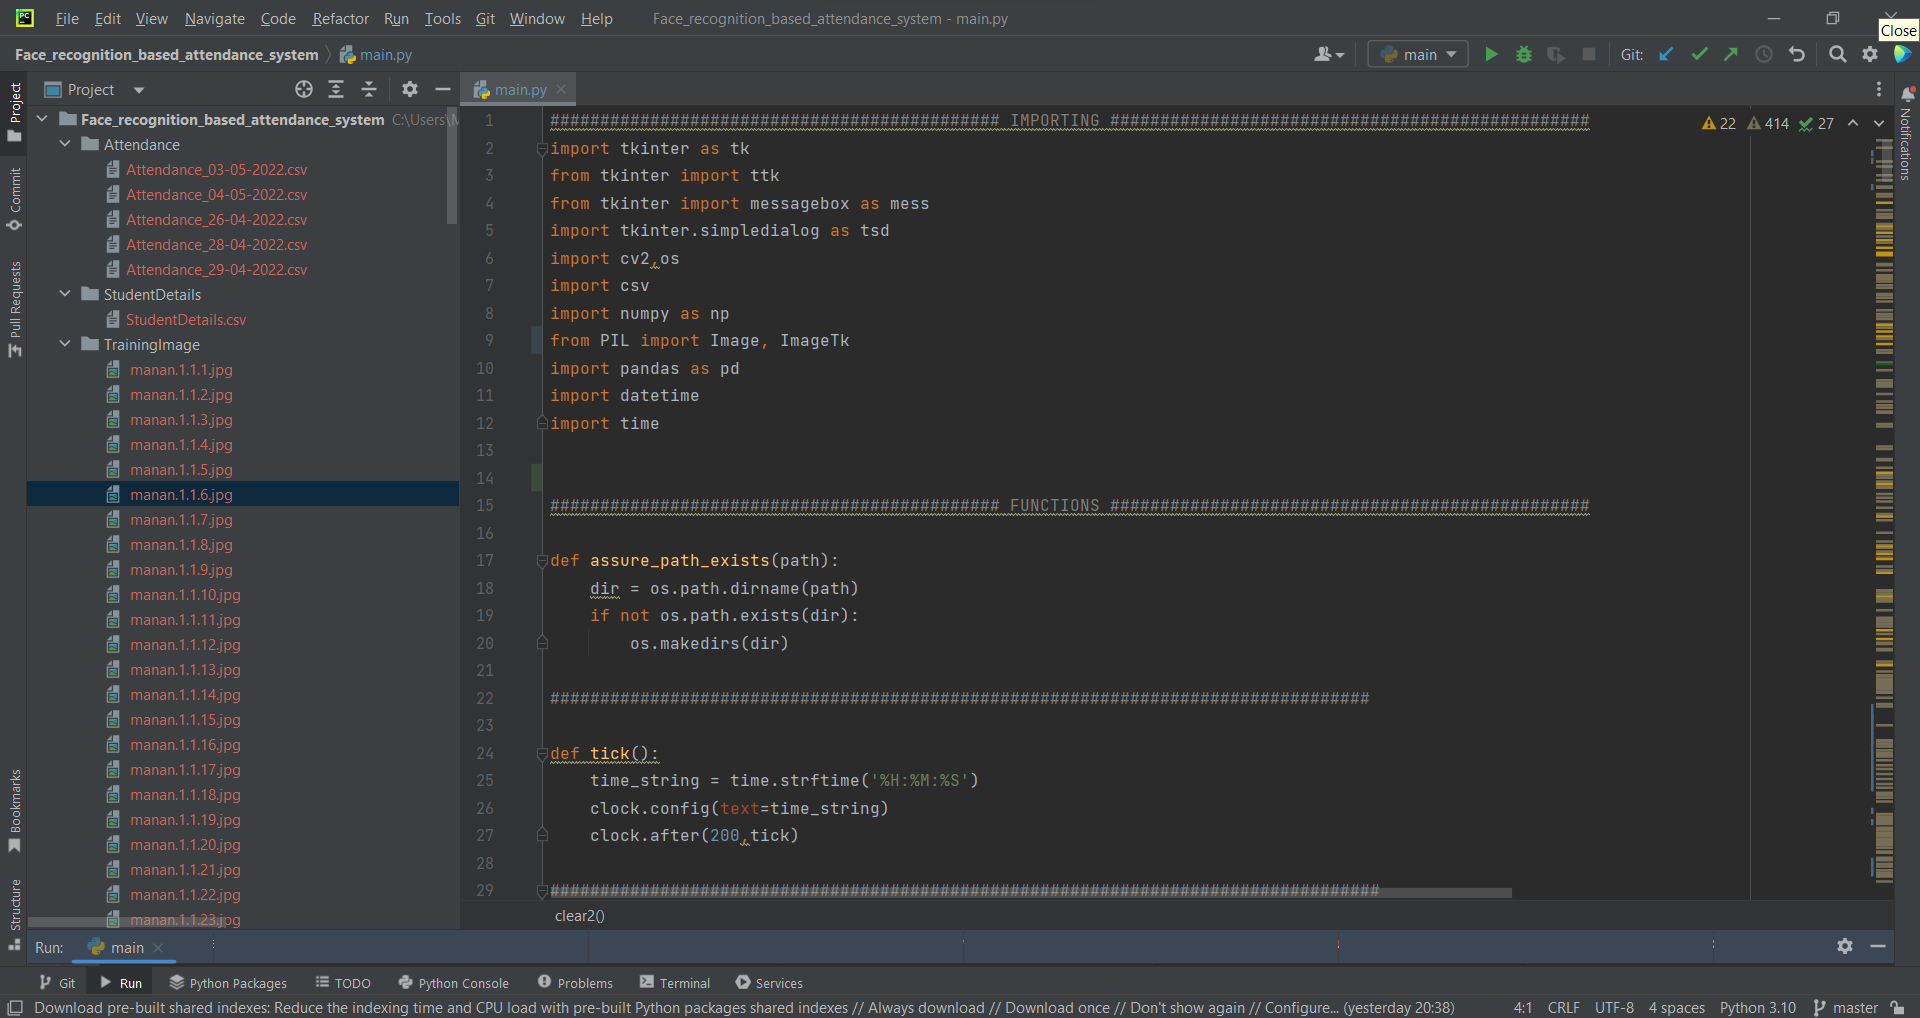 File Edit View Navigate Code Refactor Run Tools Git Window Help Face_recognition_based_attendance_system - main.py
Close
Face_recognition_based_attendance_system main.py main Git:
Project
Commit
Pull Requests
Bookmarks
Structure
Project
Face_recognition_based_attendance_system C:\Users\M
Attendance
Attendance_03-05-2022.csv
Attendance_04-05-2022.csv
Attendance_26-04-2022.csv
Attendance_28-04-2022.csv
Attendance_29-04-2022.csv
StudentDetails
StudentDetails.csv
TrainingImage
manan.1.1.1.jpg
manan.1.1.2.jpg
manan.1.1.3.jpg
manan.1.1.4.jpg
manan.1.1.5.jpg
manan.1.1.6.jpg
manan.1.1.7.jpg
manan.1.1.8.jpg
manan.1.1.9.jpg
manan.1.1.10.jpg
manan.1.1.11.jpg
manan.1.1.12.jpg
manan.1.1.13.jpg
manan.1.1.14.jpg
manan.1.1.15.jpg
manan.1.1.16.jpg
manan.1.1.17.jpg
manan.1.1.18.jpg
manan.1.1.19.jpg
manan.1.1.20.jpg
manan.1.1.21.jpg
manan.1.1.22.jpg
manan.1.1.23.jpg
main.py
22 414 27
1 ############################################# IMPORTING ################################################
2 import tkinter as tk
3 from tkinter import ttk
4 from tkinter import messagebox as mess
5 import tkinter.simpledialog as tsd
6 import cv2,os
7 import csv
8 import numpy as np
9 from PIL import Image, ImageTk
10 import pandas as pd
11 import datetime
12 import time
13
14
15 ############################################# FUNCTIONS ################################################
16
17 def assure_path_exists(path):
18     dir = os.path.dirname(path)
19     if not os.path.exists(dir):
20         os.makedirs(dir)
21
22 ##################################################################################
23
24 def tick():
25     time_string = time.strftime('%H:%M:%S')
26     clock.config(text=time_string)
27     clock.after(200,tick)
28
29 ###################################################################################
clear2()
Notifications
Run: main
Git Run Python Packages TODO Python Console Problems Terminal Services
Download pre-built shared indexes: Reduce the indexing time and CPU load with pre-built Python packages shared indexes // Always download // Download once // Don't show again // Configure... (yesterday 20:38) 4:1 CRLF UTF-8 4 spaces Python 3.10 master